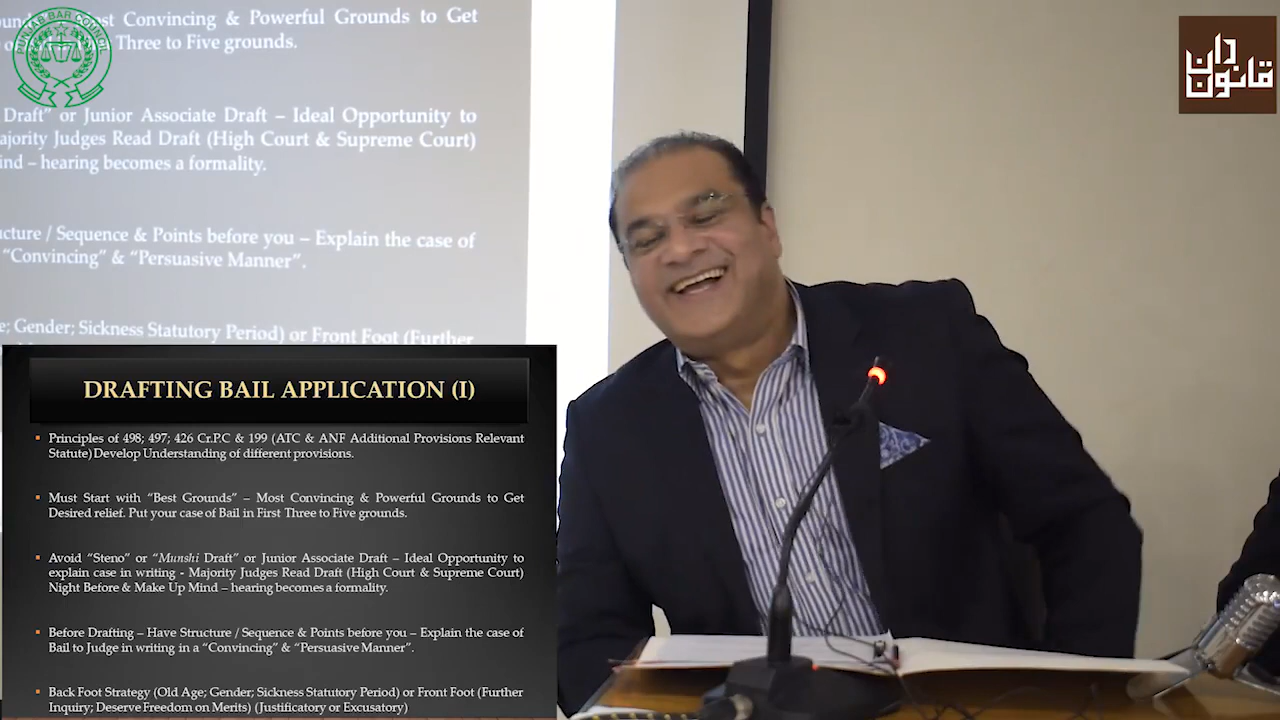 PUNJAB BAR COUNCIL
قانون دان
Most Convincing & Powerful Grounds to Get
Three to Five grounds.
Draft" or Junior Associate Draft – Ideal Opportunity to
Majority Judges Read Draft (High Court & Supreme Court)
– hearing becomes a formality.
/ Sequence & Points before you – Explain the case of
"Convincing" & "Persuasive Manner".
Gender; Sickness Statutory Period) or Front Foot (Further
DRAFTING BAIL APPLICATION (I)
▪ Principles of 498; 497; 426 Cr.P.C & 199 (ATC & ANF Additional Provisions Relevant
Statute) Develop Understanding of different provisions.
▪ Must Start with "Best Grounds" – Most Convincing & Powerful Grounds to Get
Desired relief. Put your case of Bail in First Three to Five grounds.
▪ Avoid "Steno" or "Munshi Draft" or Junior Associate Draft – Ideal Opportunity to
explain case in writing - Majority Judges Read Draft (High Court & Supreme Court)
Night Before & Make Up Mind – hearing becomes a formality.
▪ Before Drafting – Have Structure / Sequence & Points before you – Explain the case of
Bail to Judge in writing in a "Convincing" & "Persuasive Manner".
▪ Back Foot Strategy (Old Age; Gender; Sickness Statutory Period) or Front Foot (Further
Inquiry; Deserve Freedom on Merits) (Justificatory or Excusatory)